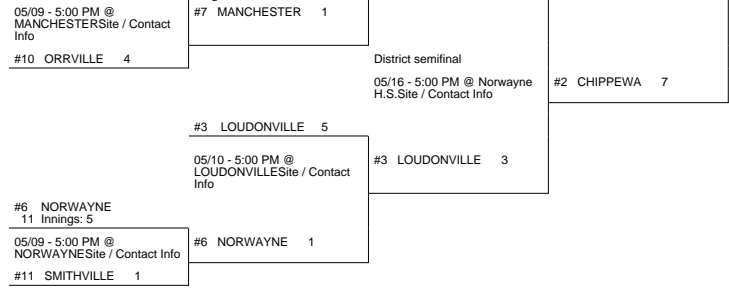 05/09 - 5:00 PM @
MANCHESTERSite / Contact
Info
#7 MANCHESTER 1
#10 ORRVILLE 4
District semifinal
05/16 - 5:00 PM @ Norwayne
H.S.Site / Contact Info
#2 CHIPPEWA 7
#3 LOUDONVILLE 5
05/10 - 5:00 PM @
LOUDONVILLESite / Contact
Info
#3 LOUDONVILLE 3
#6 NORWAYNE
11 Innings: 5
05/09 - 5:00 PM @
NORWAYNESite / Contact Info
#6 NORWAYNE 1
#11 SMITHVILLE 1